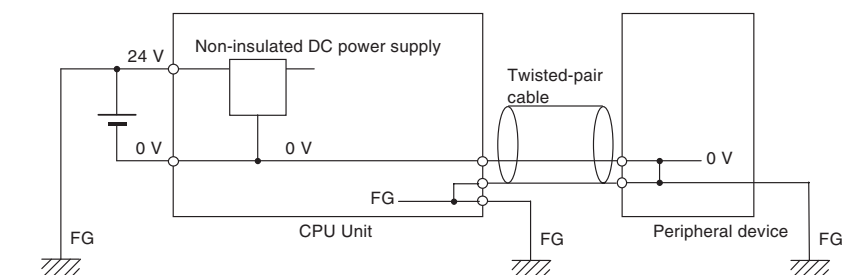 Non-insulated DC power supply
24 V
Twisted-pair
cable
0 V
0 V
0 V
FG
CPU Unit
Peripheral device
FG
FG
FG